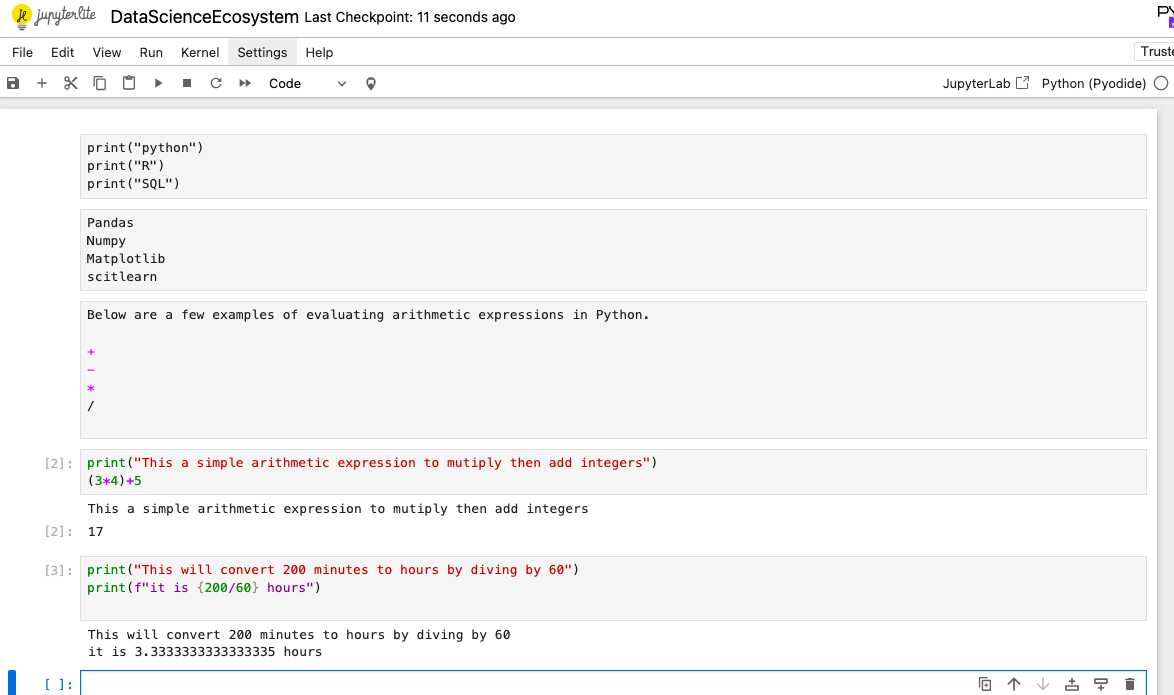 jupyterlite DataScienceEcosystem Last Checkpoint: 11 seconds ago
File Edit View Run Kernel Settings Help
Code JupyterLab Python (Pyodide)
print("python")
print("R")
print("SQL")
Pandas
Numpy
Matplotlib
scitlearn
Below are a few examples of evaluating arithmetic expressions in Python.
+
-
*
/
[2]: print("This a simple arithmetic expression to mutiply then add integers")
(3*4)+5
This a simple arithmetic expression to mutiply then add integers
[2]: 17
[3]: print("This will convert 200 minutes to hours by diving by 60")
print(f"it is {200/60} hours")
This will convert 200 minutes to hours by diving by 60
it is 3.3333333333333335 hours
[ ]: